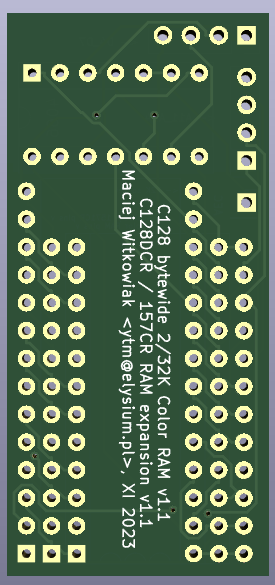 C128 bytewide 2/32K Color RAM v1.1
C128DCR / 157CR RAM expansion v1.1
Maciej Witkowiak <ytm@elysium.pl>, XI 2023